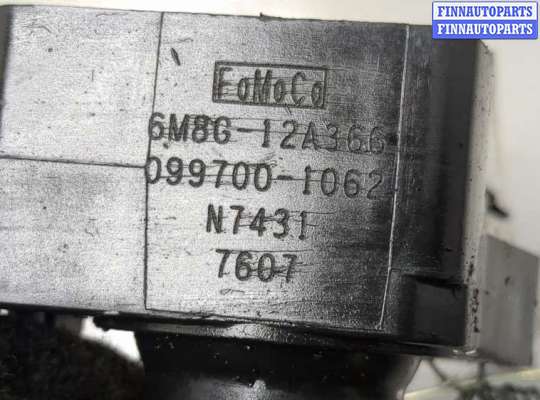 FINNAUTOPARTS
FINNAUTOPARTS
FoMoCo
6M8G-12A366
099700-1062
N7431
7607